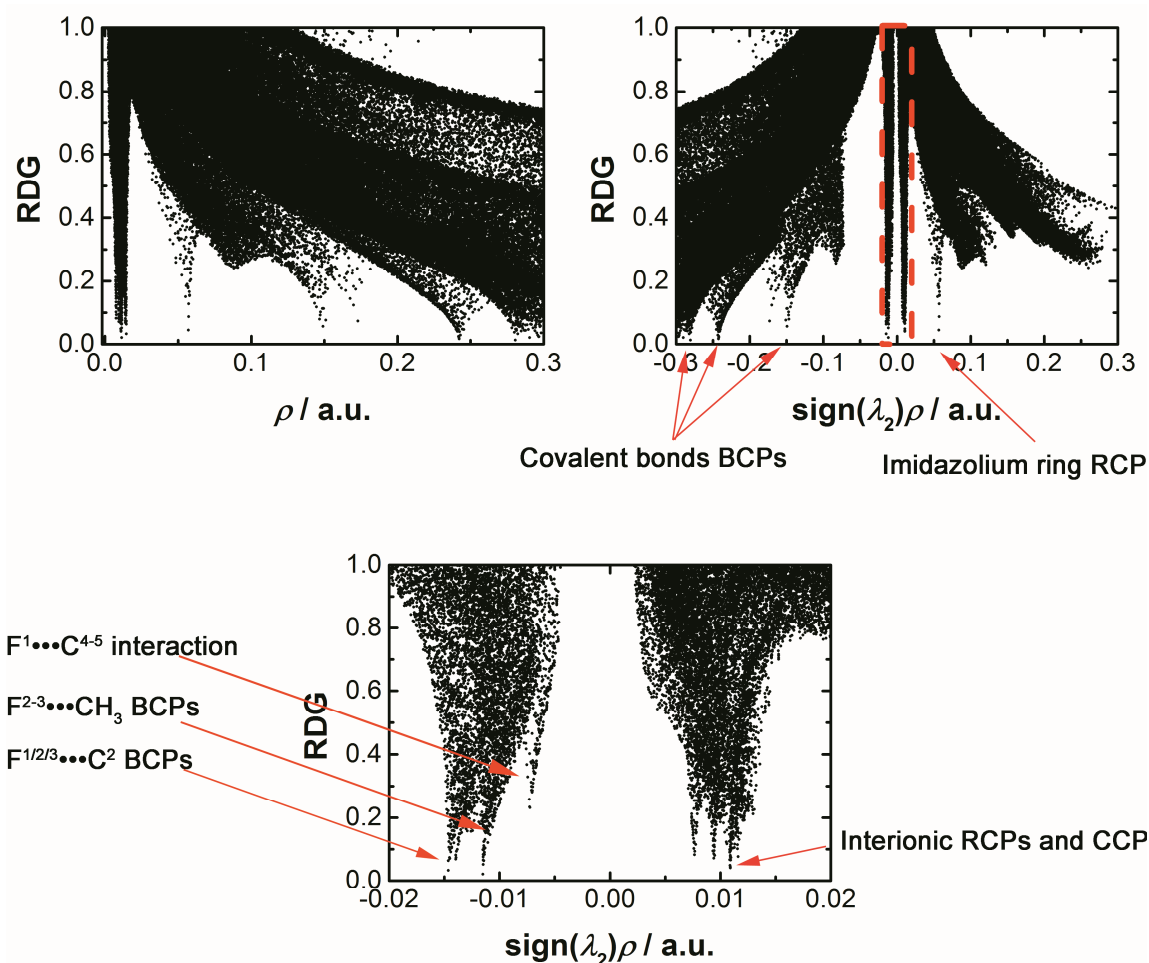 1.0 1.0
0.8 0.8
0.6 0.6
RDG RDG
0.4 0.4
0.2 0.2
0.0 0.0
0.0 0.1 0.2 0.3 -0.3 -0.2 -0.1 0.0 0.1 0.2 0.3
ρ / a.u. sign(λ₂)ρ / a.u.
Covalent bonds BCPs Imidazolium ring RCP
1.0
0.8
F¹•••C⁴⁻⁵ interaction
0.6
F²⁻³•••CH₃ BCPs
RDG
F¹/²/³•••C² BCPs
0.4
0.2
Interionic RCPs and CCP
0.0
-0.02 -0.01 0.00 0.01 0.02
sign(λ₂)ρ / a.u.